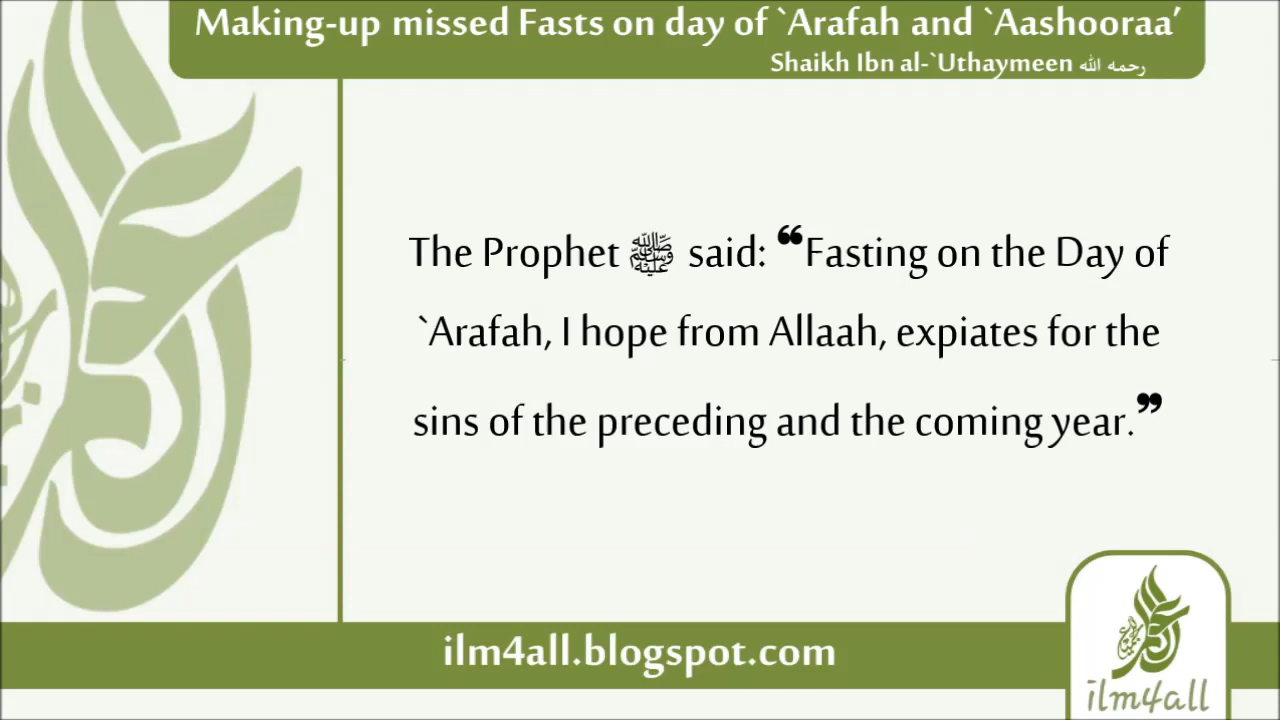 Making-up missed Fasts on day of `Arafah and `Aashooraa’
Shaikh Ibn al-`Uthaymeen رحمه الله
The Prophet ﷺ said: ❝Fasting on the Day of
`Arafah, I hope from Allaah, expiates for the
sins of the preceding and the coming year.❞
ilm4all.blogspot.com
ilm4all